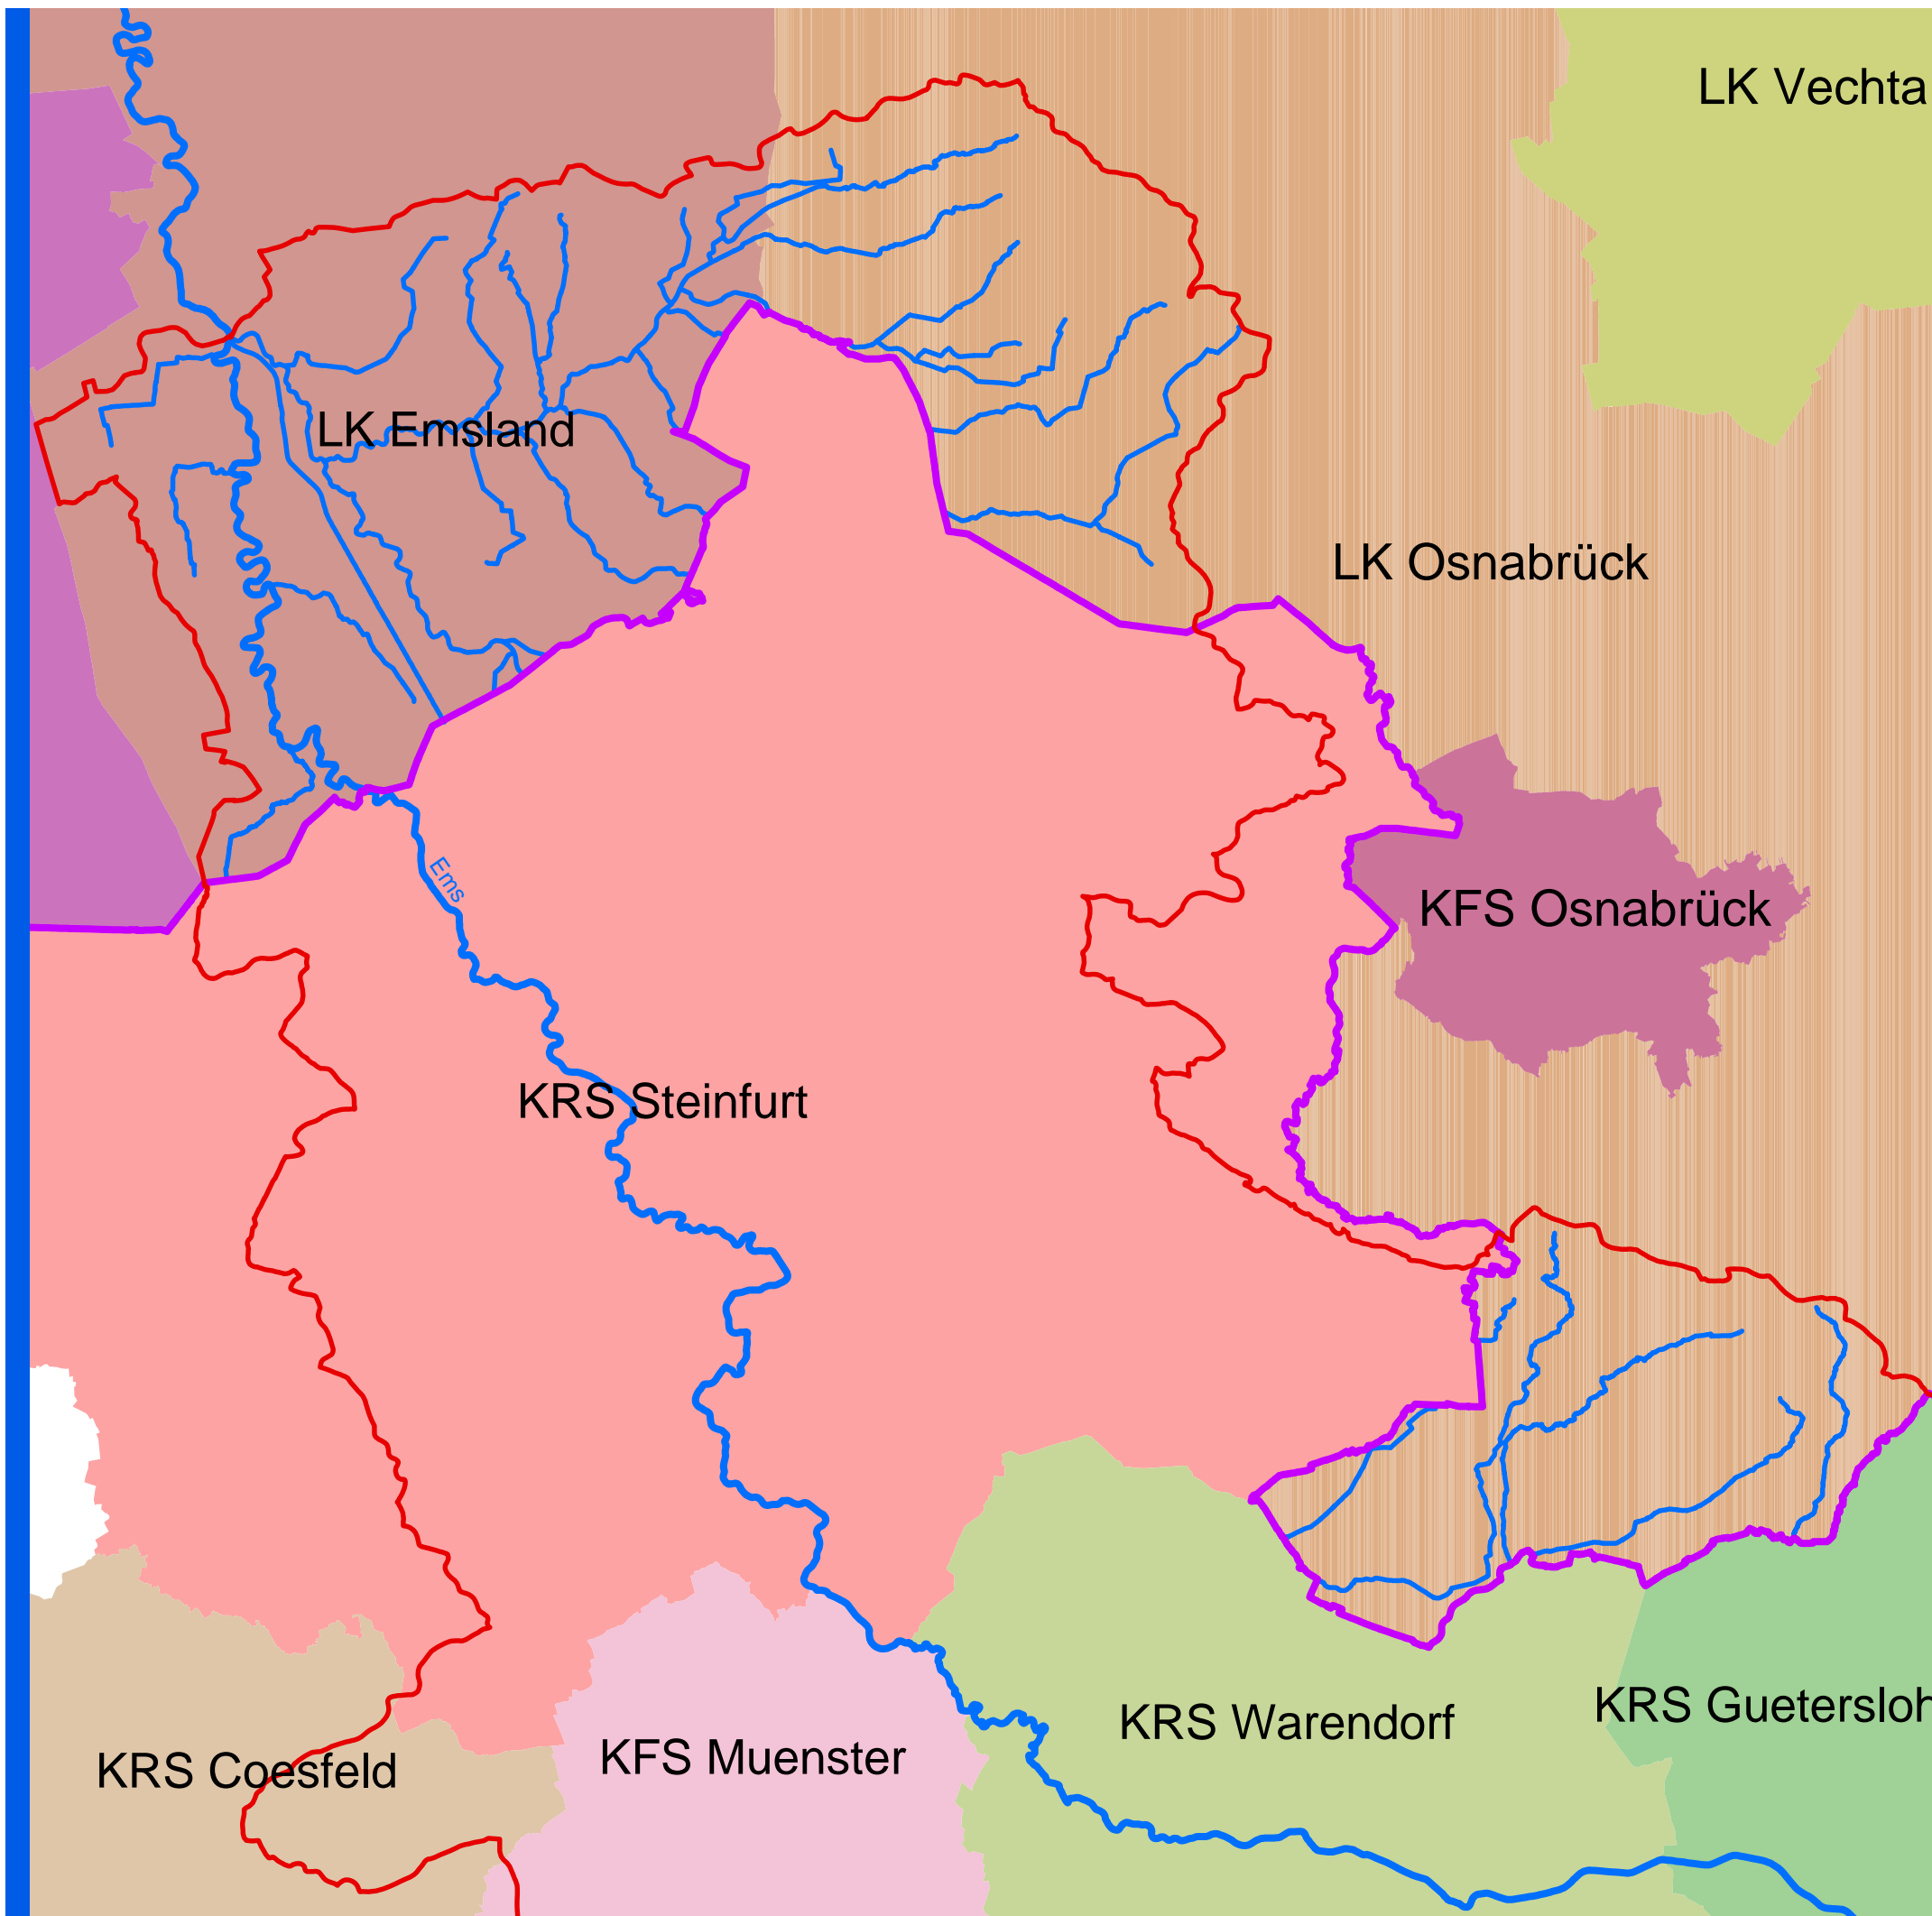 LK Vechta
LK Emsland
LK Osnabrück
Ems
KFS Osnabrück
KRS Steinfurt
KRS Warendorf
KRS Guetersloh
KFS Muenster
KRS Coesfeld